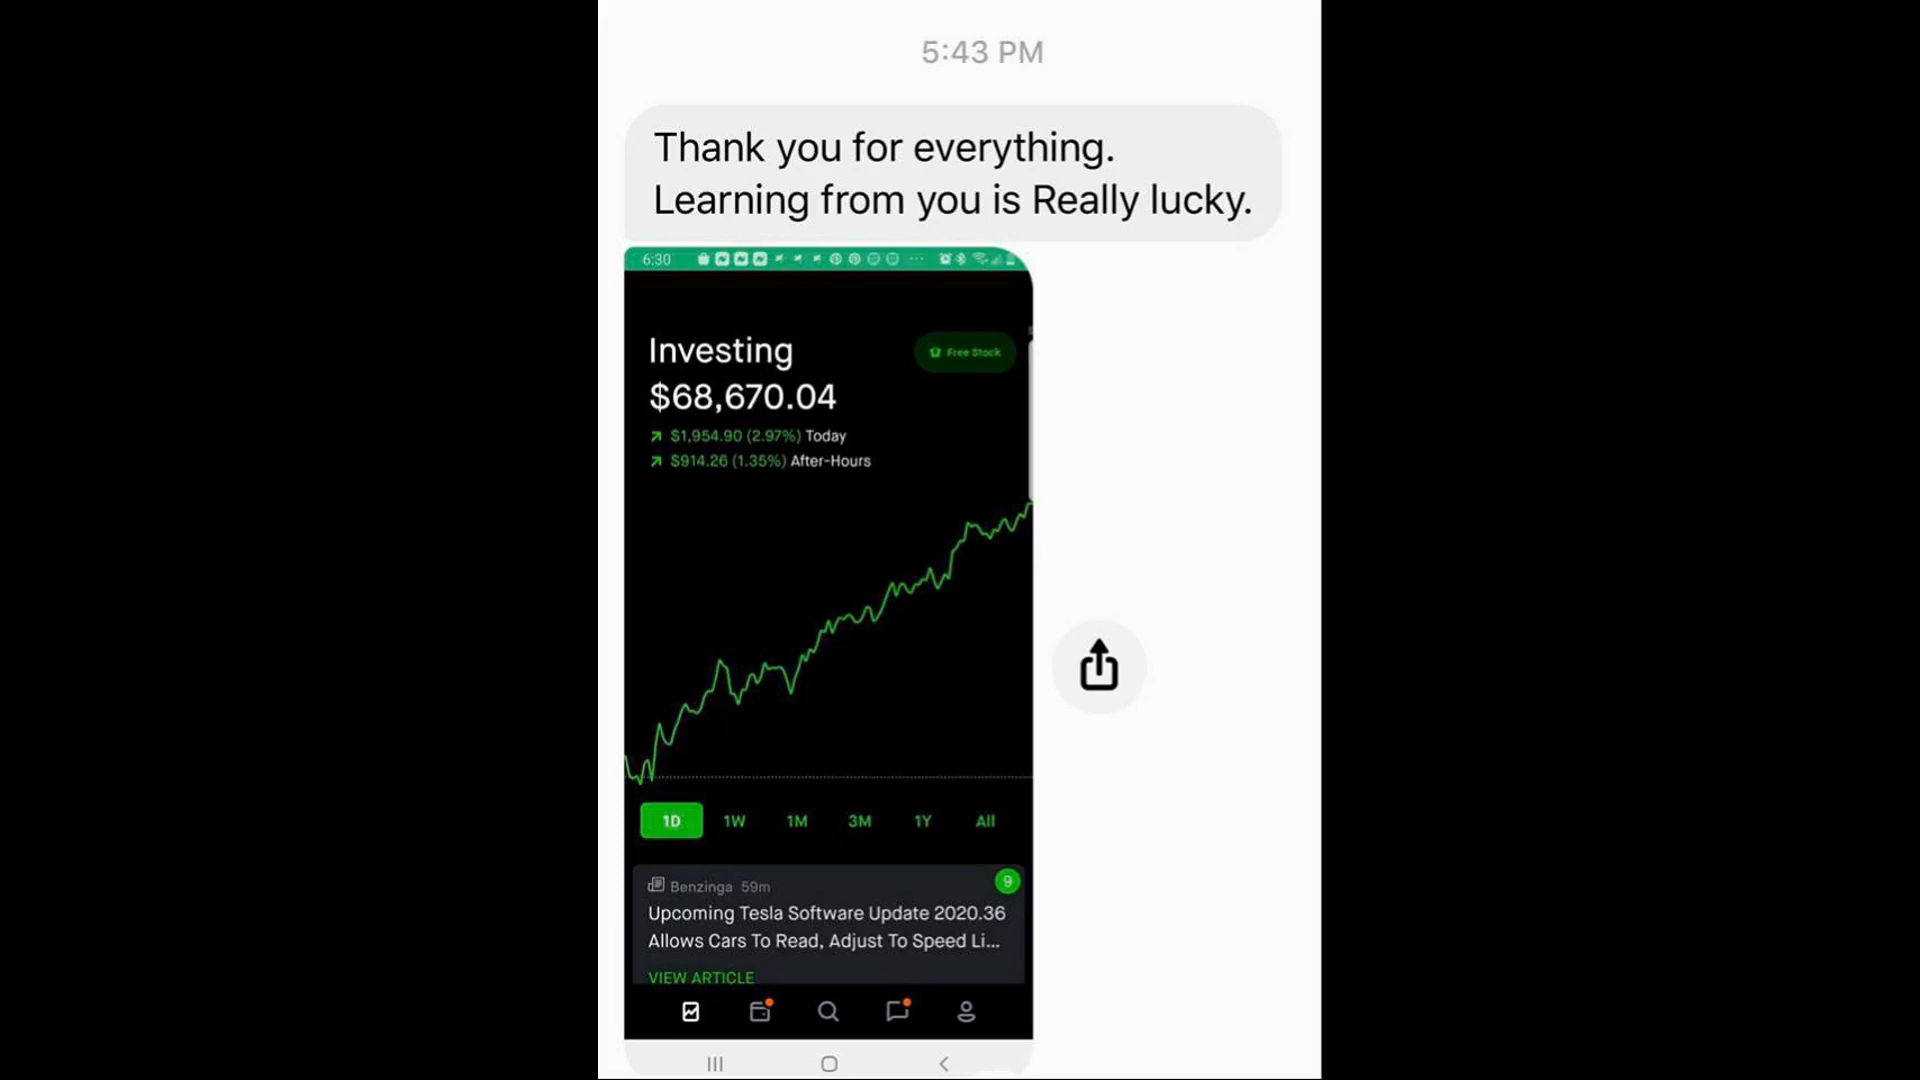 5:43 PM
Thank you for everything.
Learning from you is Really lucky.
6:30
Investing
Free Stock
$68,670.04
$1,954.90 (2.97%) Today
$914.26 (1.35%) After-Hours
1D 1W 1M 3M 1Y All
Benzinga 59m
9
Upcoming Tesla Software Update 2020.36
Allows Cars To Read, Adjust To Speed Li...
VIEW ARTICLE